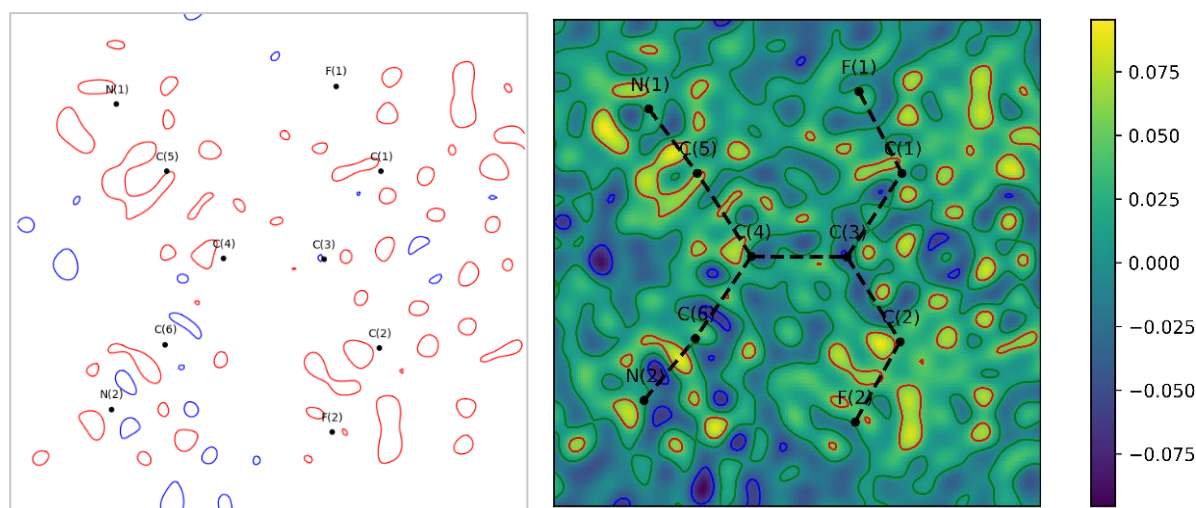 F(1)
N(1)
C(5)
C(1)
C(4)
C(3)
C(6)
C(2)
N(2)
F(2)
F(1)
N(1)
C(5)
C(1)
C(4)
C(3)
C(6)
C(2)
N(2)
F(2)
0.075
0.050
0.025
0.000
−0.025
−0.050
−0.075